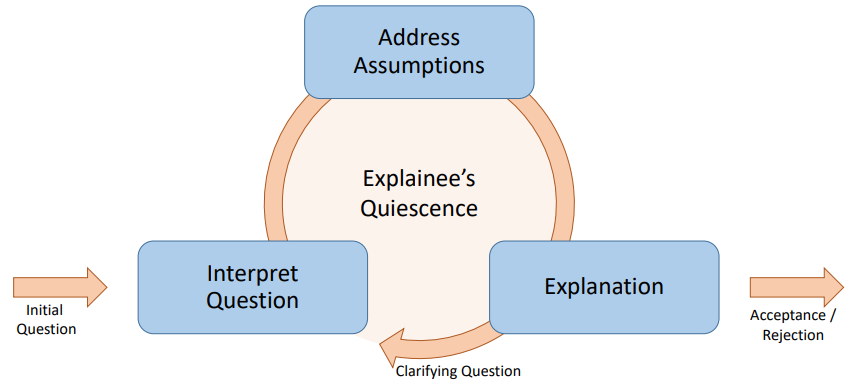 Address
Assumptions
Explainee's
Quiescence
Interpret
Question
Explanation
Initial
Question
Acceptance /
Rejection
Clarifying Question